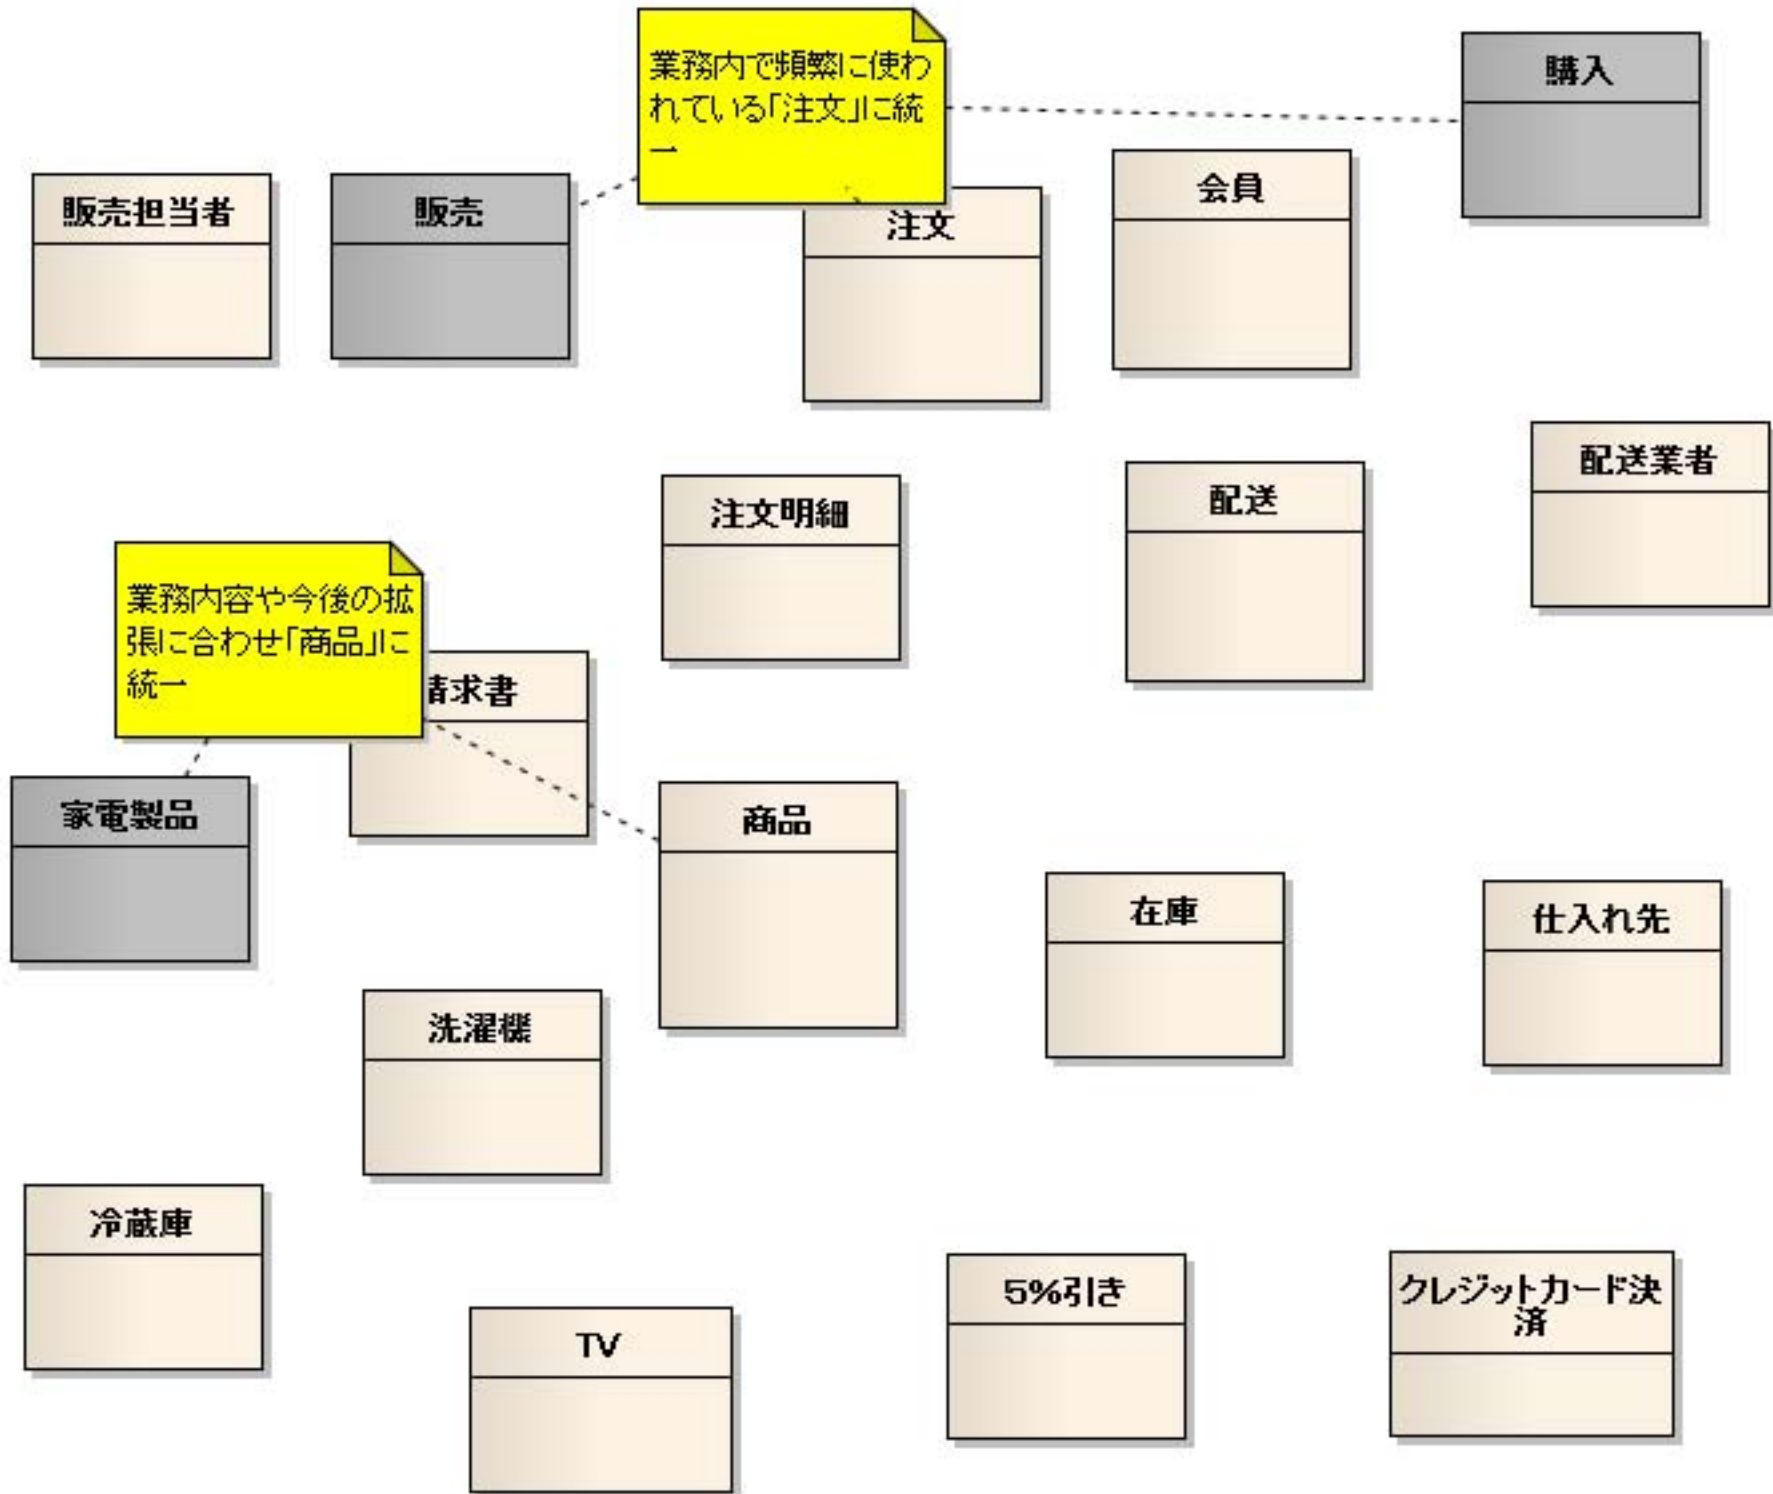 業務内で頻繁に使わ
れている「注文」に統
一
購入
販売担当者
販売
注文
会員
注文明細
配送
配送業者
業務内容や今後の拡
張に合わせ「商品」に
統一
請求書
家電製品
商品
在庫
仕入れ先
洗濯機
冷蔵庫
TV
5%引き
クレジットカード決
済